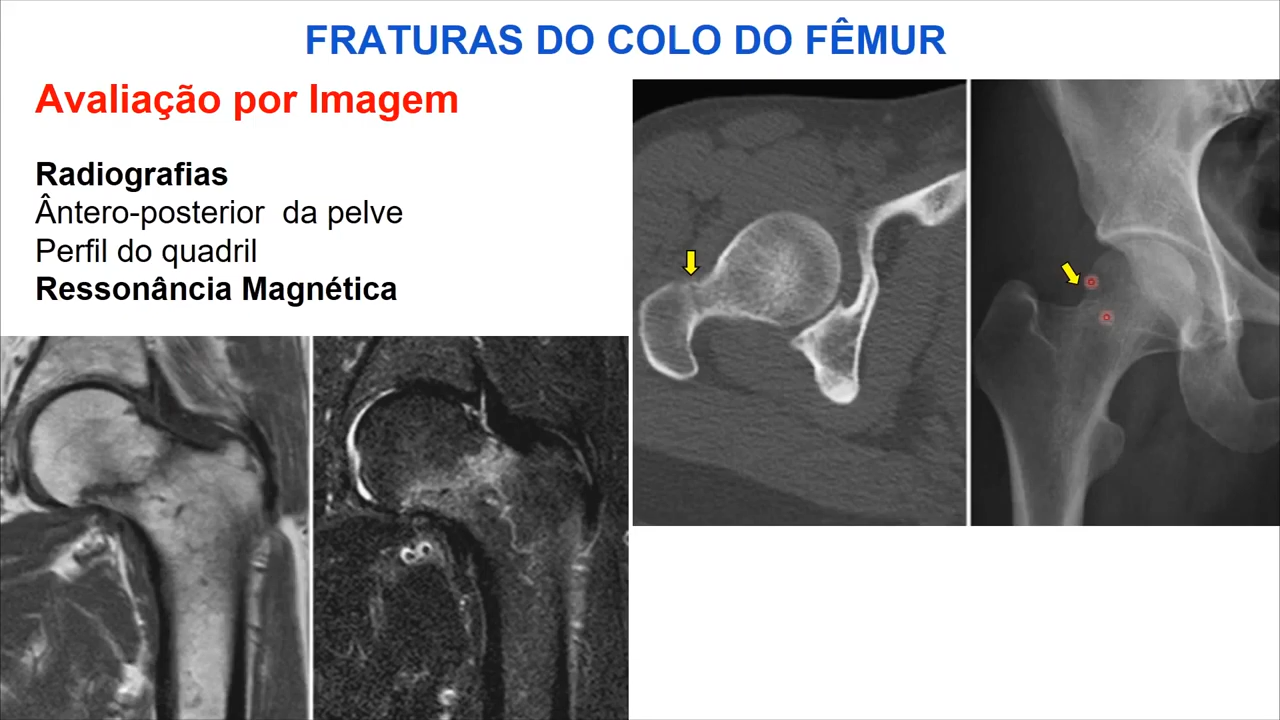 FRATURAS DO COLO DO FÊMUR
Avaliação por Imagem
Radiografias
Ântero-posterior da pelve
Perfil do quadril
Ressonância Magnética